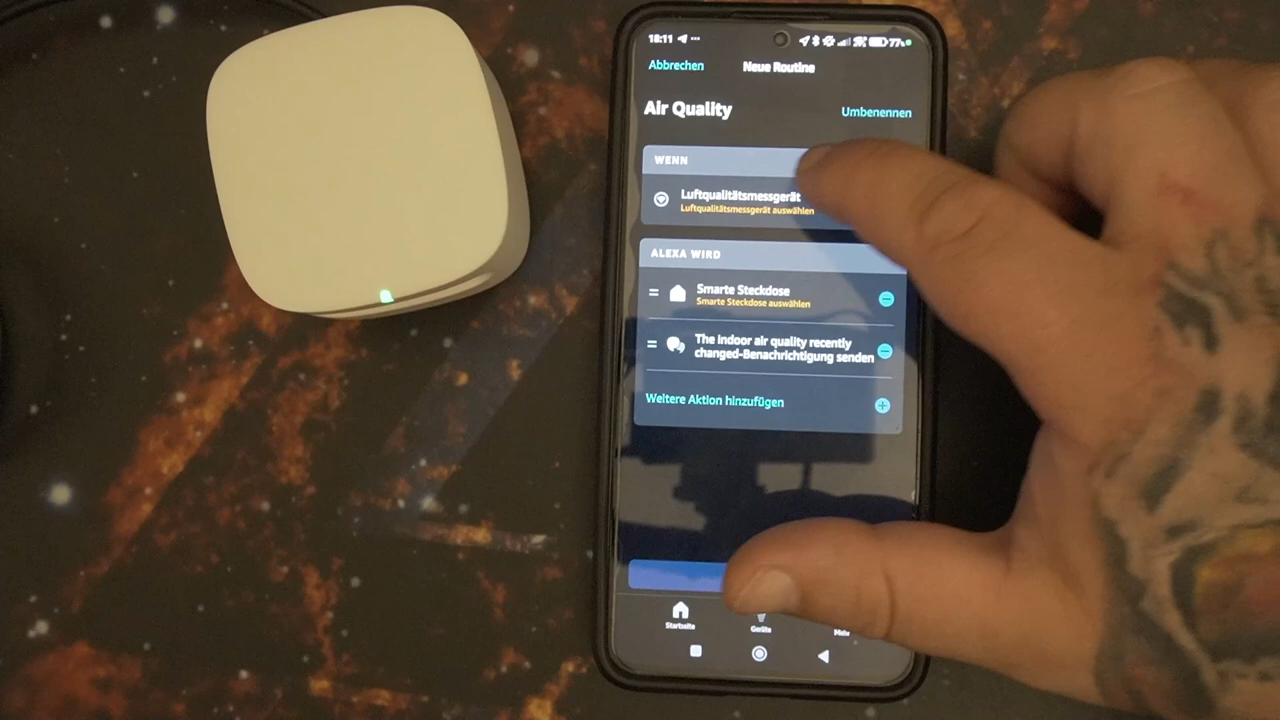 18:11
77%
Abbrechen
Neue Routine
Air Quality
Umbenennen
WENN
Luftqualitätsmessgerät
Luftqualitätsmessgerät auswählen
ALEXA WIRD
Smarte Steckdose
Smarte Steckdose auswählen
The indoor air quality recently
changed-Benachrichtigung senden
Weitere Aktion hinzufügen
Startseite
Geräte
Mehr